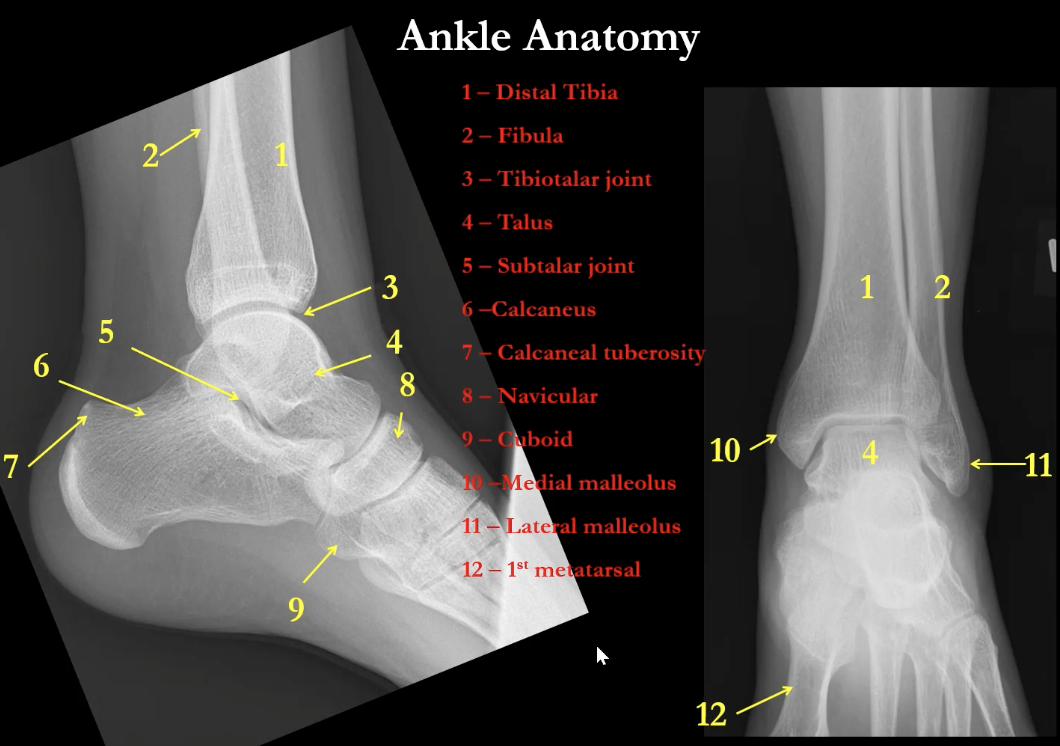 Ankle Anatomy
1 – Distal Tibia
2 – Fibula
3 – Tibiotalar joint
4 – Talus
5 – Subtalar joint
6 –Calcaneus
7 – Calcaneal tuberosity
8 – Navicular
9 – Cuboid
10 –Medial malleolus
11 – Lateral malleolus
12 – 1st metatarsal
2
1
3
5
4
6
8
7
9
1
2
10
4
11
12